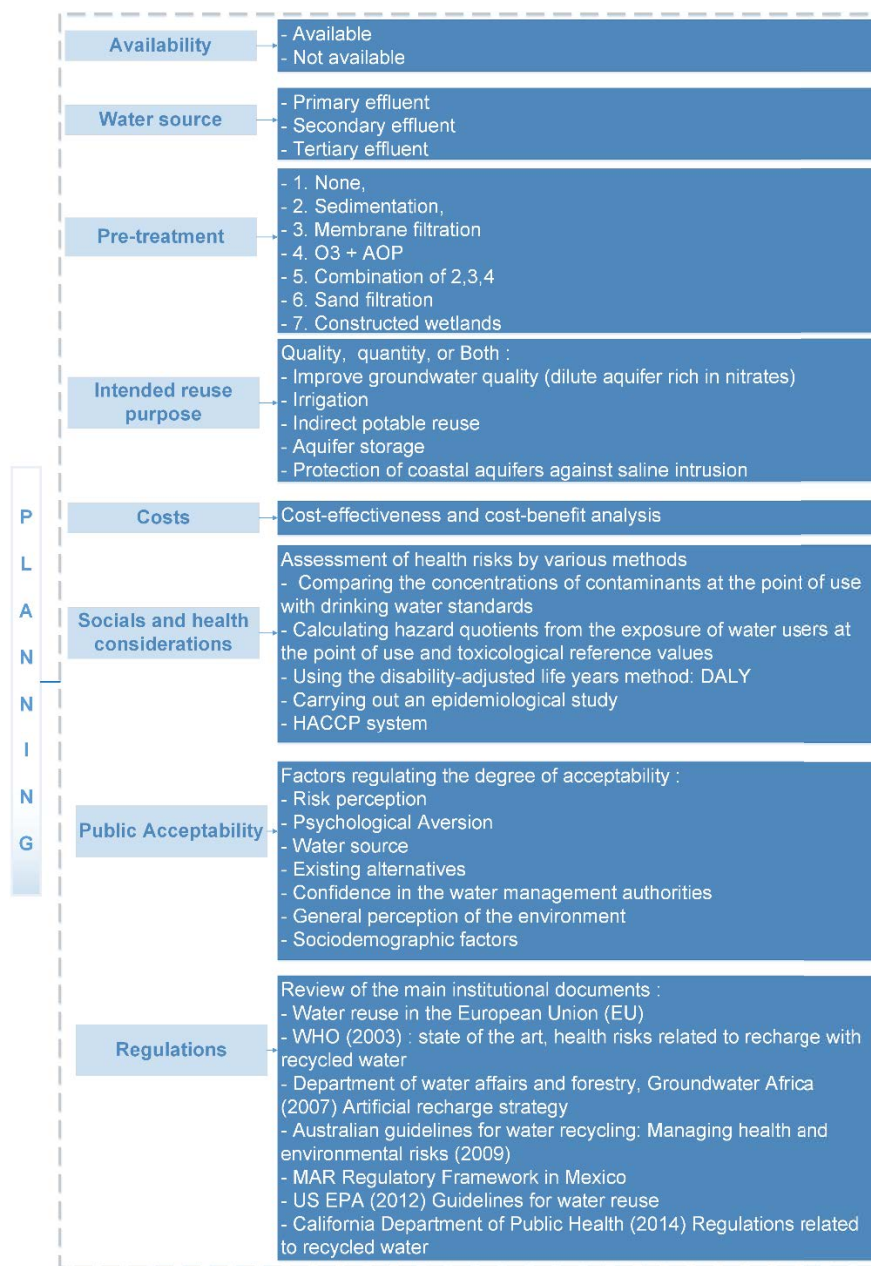 Availability
- Available
- Not available
Water source
- Primary effluent
- Secondary effluent
- Tertiary effluent
Pre-treatment
- 1. None,
- 2. Sedimentation,
- 3. Membrane filtration
- 4. O3 + AOP
- 5. Combination of 2,3,4
- 6. Sand filtration
- 7. Constructed wetlands
Intended reuse
purpose
Quality, quantity, or Both :
- Improve groundwater quality (dilute aquifer rich in nitrates)
- Irrigation
- Indirect potable reuse
- Aquifer storage
- Protection of coastal aquifers against saline intrusion
PLANNING
Costs
Cost-effectiveness and cost-benefit analysis
Socials and health
considerations
Assessment of health risks by various methods
- Comparing the concentrations of contaminants at the point of use
with drinking water standards
- Calculating hazard quotients from the exposure of water users at
the point of use and toxicological reference values
- Using the disability-adjusted life years method: DALY
- Carrying out an epidemiological study
- HACCP system
Public Acceptability
Factors regulating the degree of acceptability :
- Risk perception
- Psychological Aversion
- Water source
- Existing alternatives
- Confidence in the water management authorities
- General perception of the environment
- Sociodemographic factors
Regulations
Review of the main institutional documents :
- Water reuse in the European Union (EU)
- WHO (2003) : state of the art, health risks related to recharge with
recycled water
- Department of water affairs and forestry, Groundwater Africa
(2007) Artificial recharge strategy
- Australian guidelines for water recycling: Managing health and
environmental risks (2009)
- MAR Regulatory Framework in Mexico
- US EPA (2012) Guidelines for water reuse
- California Department of Public Health (2014) Regulations related
to recycled water